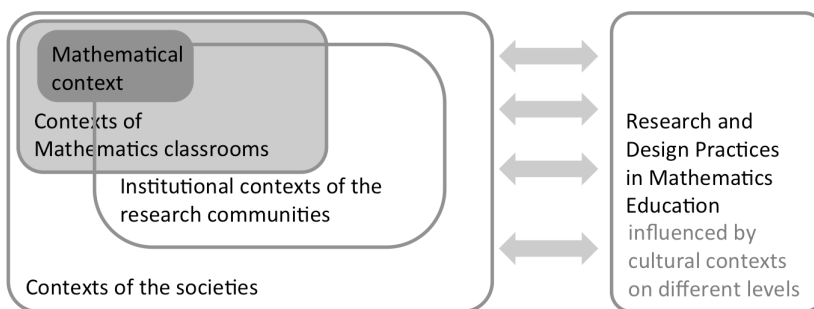 Mathematical
context
Contexts of
Mathematics classrooms
Institutional contexts of the
research communities
Contexts of the societies
Research and
Design Practices
in Mathematics
Education
influenced by
cultural contexts
on different levels